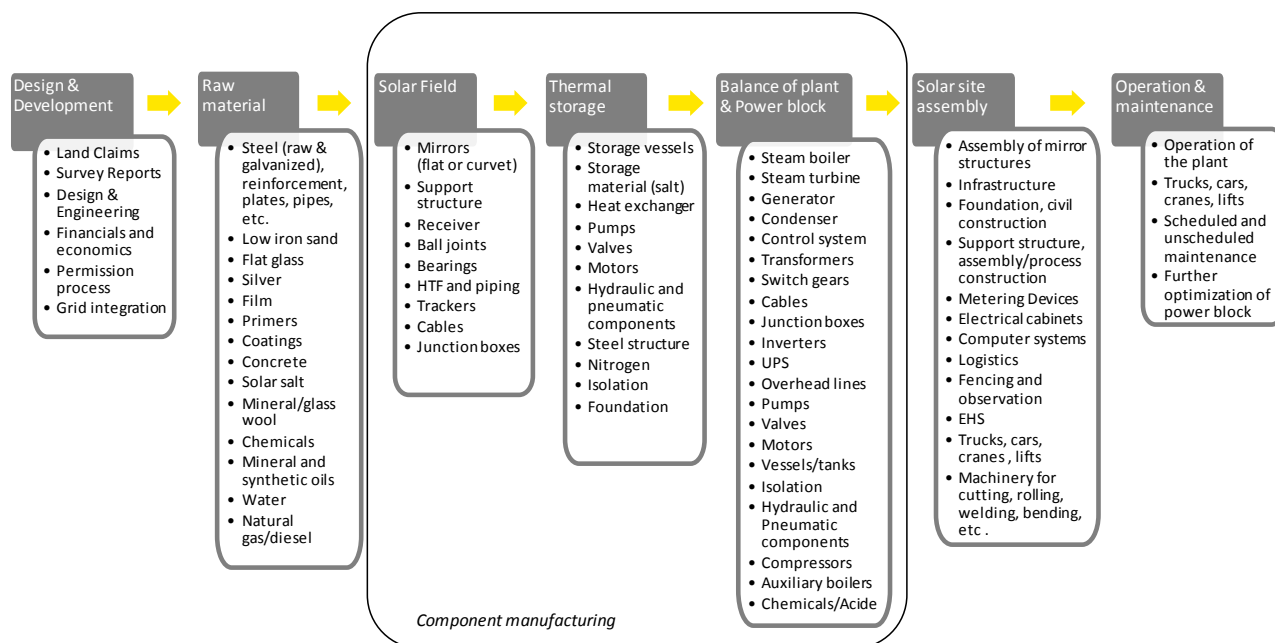 Design &
Development
• Land Claims
• Survey Reports
• Design &
Engineering
• Financials and
economics
• Permission
process
• Grid integration
Raw
material
• Steel (raw &
galvanized),
reinforcement,
plates, pipes,
etc.
• Low iron sand
• Flat glass
• Silver
• Film
• Primers
• Coatings
• Concrete
• Solar salt
• Mineral/glass
wool
• Chemicals
• Mineral and
synthetic oils
• Water
• Natural
gas/diesel
Solar Field
• Mirrors
(flat or curvet)
• Support
structure
• Receiver
• Ball joints
• Bearings
• HTF and piping
• Trackers
• Cables
• Junction boxes
Thermal
storage
• Storage vessels
• Storage
material (salt)
• Heat exchanger
• Pumps
• Valves
• Motors
• Hydraulic and
pneumatic
components
• Steel structure
• Nitrogen
• Isolation
• Foundation
Balance of plant
& Power block
• Steam boiler
• Steam turbine
• Generator
• Condenser
• Control system
• Transformers
• Switch gears
• Cables
• Junction boxes
• Inverters
• UPS
• Overhead lines
• Pumps
• Valves
• Motors
• Vessels/tanks
• Isolation
• Hydraulic and
Pneumatic
components
• Compressors
• Auxiliary boilers
• Chemicals/Acide
Solar site
assembly
• Assembly of mirror
structures
• Infrastructure
• Foundation, civil
construction
• Support structure,
assembly/process
construction
• Metering Devices
• Electrical cabinets
• Computer systems
• Logistics
• Fencing and
observation
• EHS
• Trucks, cars,
cranes , lifts
• Machinery for
cutting, rolling,
welding, bending,
etc .
Operation &
maintenance
• Operation of
the plant
• Trucks, cars,
cranes, lifts
• Scheduled and
unscheduled
maintenance
• Further
optimization of
power block
Component manufacturing